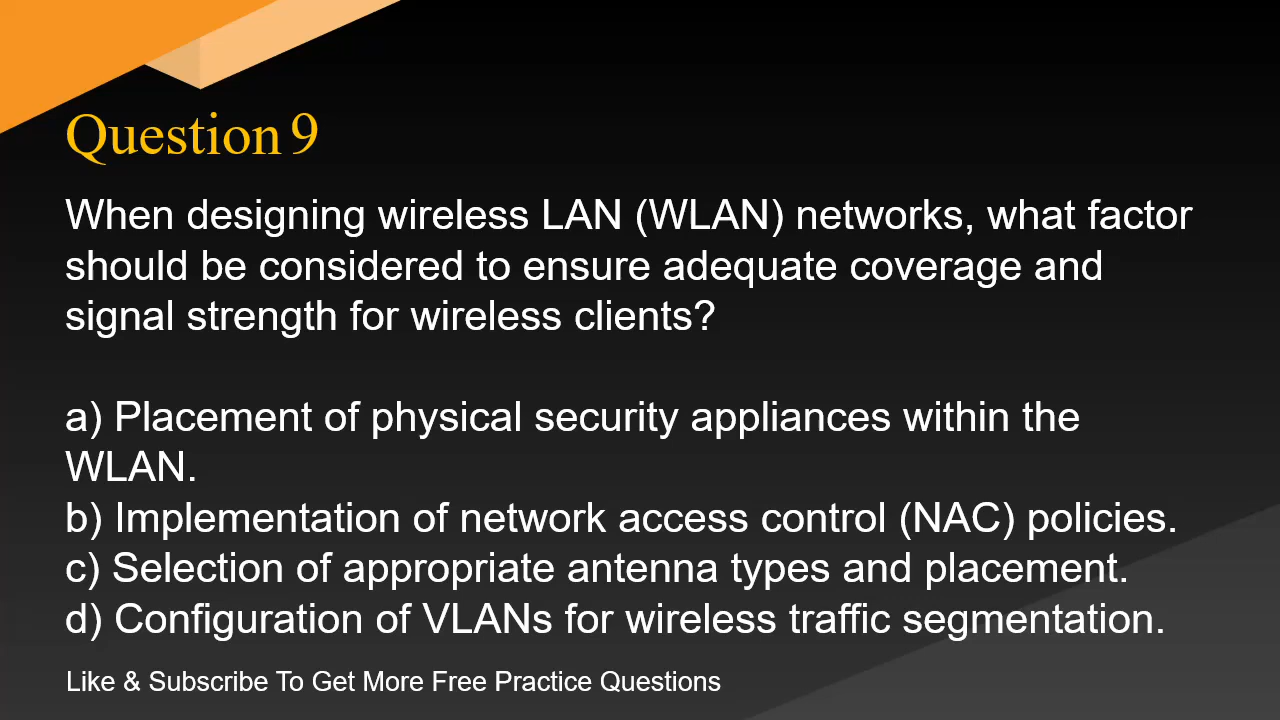 Question 9
When designing wireless LAN (WLAN) networks, what factor
should be considered to ensure adequate coverage and
signal strength for wireless clients?
a) Placement of physical security appliances within the
WLAN.
b) Implementation of network access control (NAC) policies.
c) Selection of appropriate antenna types and placement.
d) Configuration of VLANs for wireless traffic segmentation.
Like & Subscribe To Get More Free Practice Questions